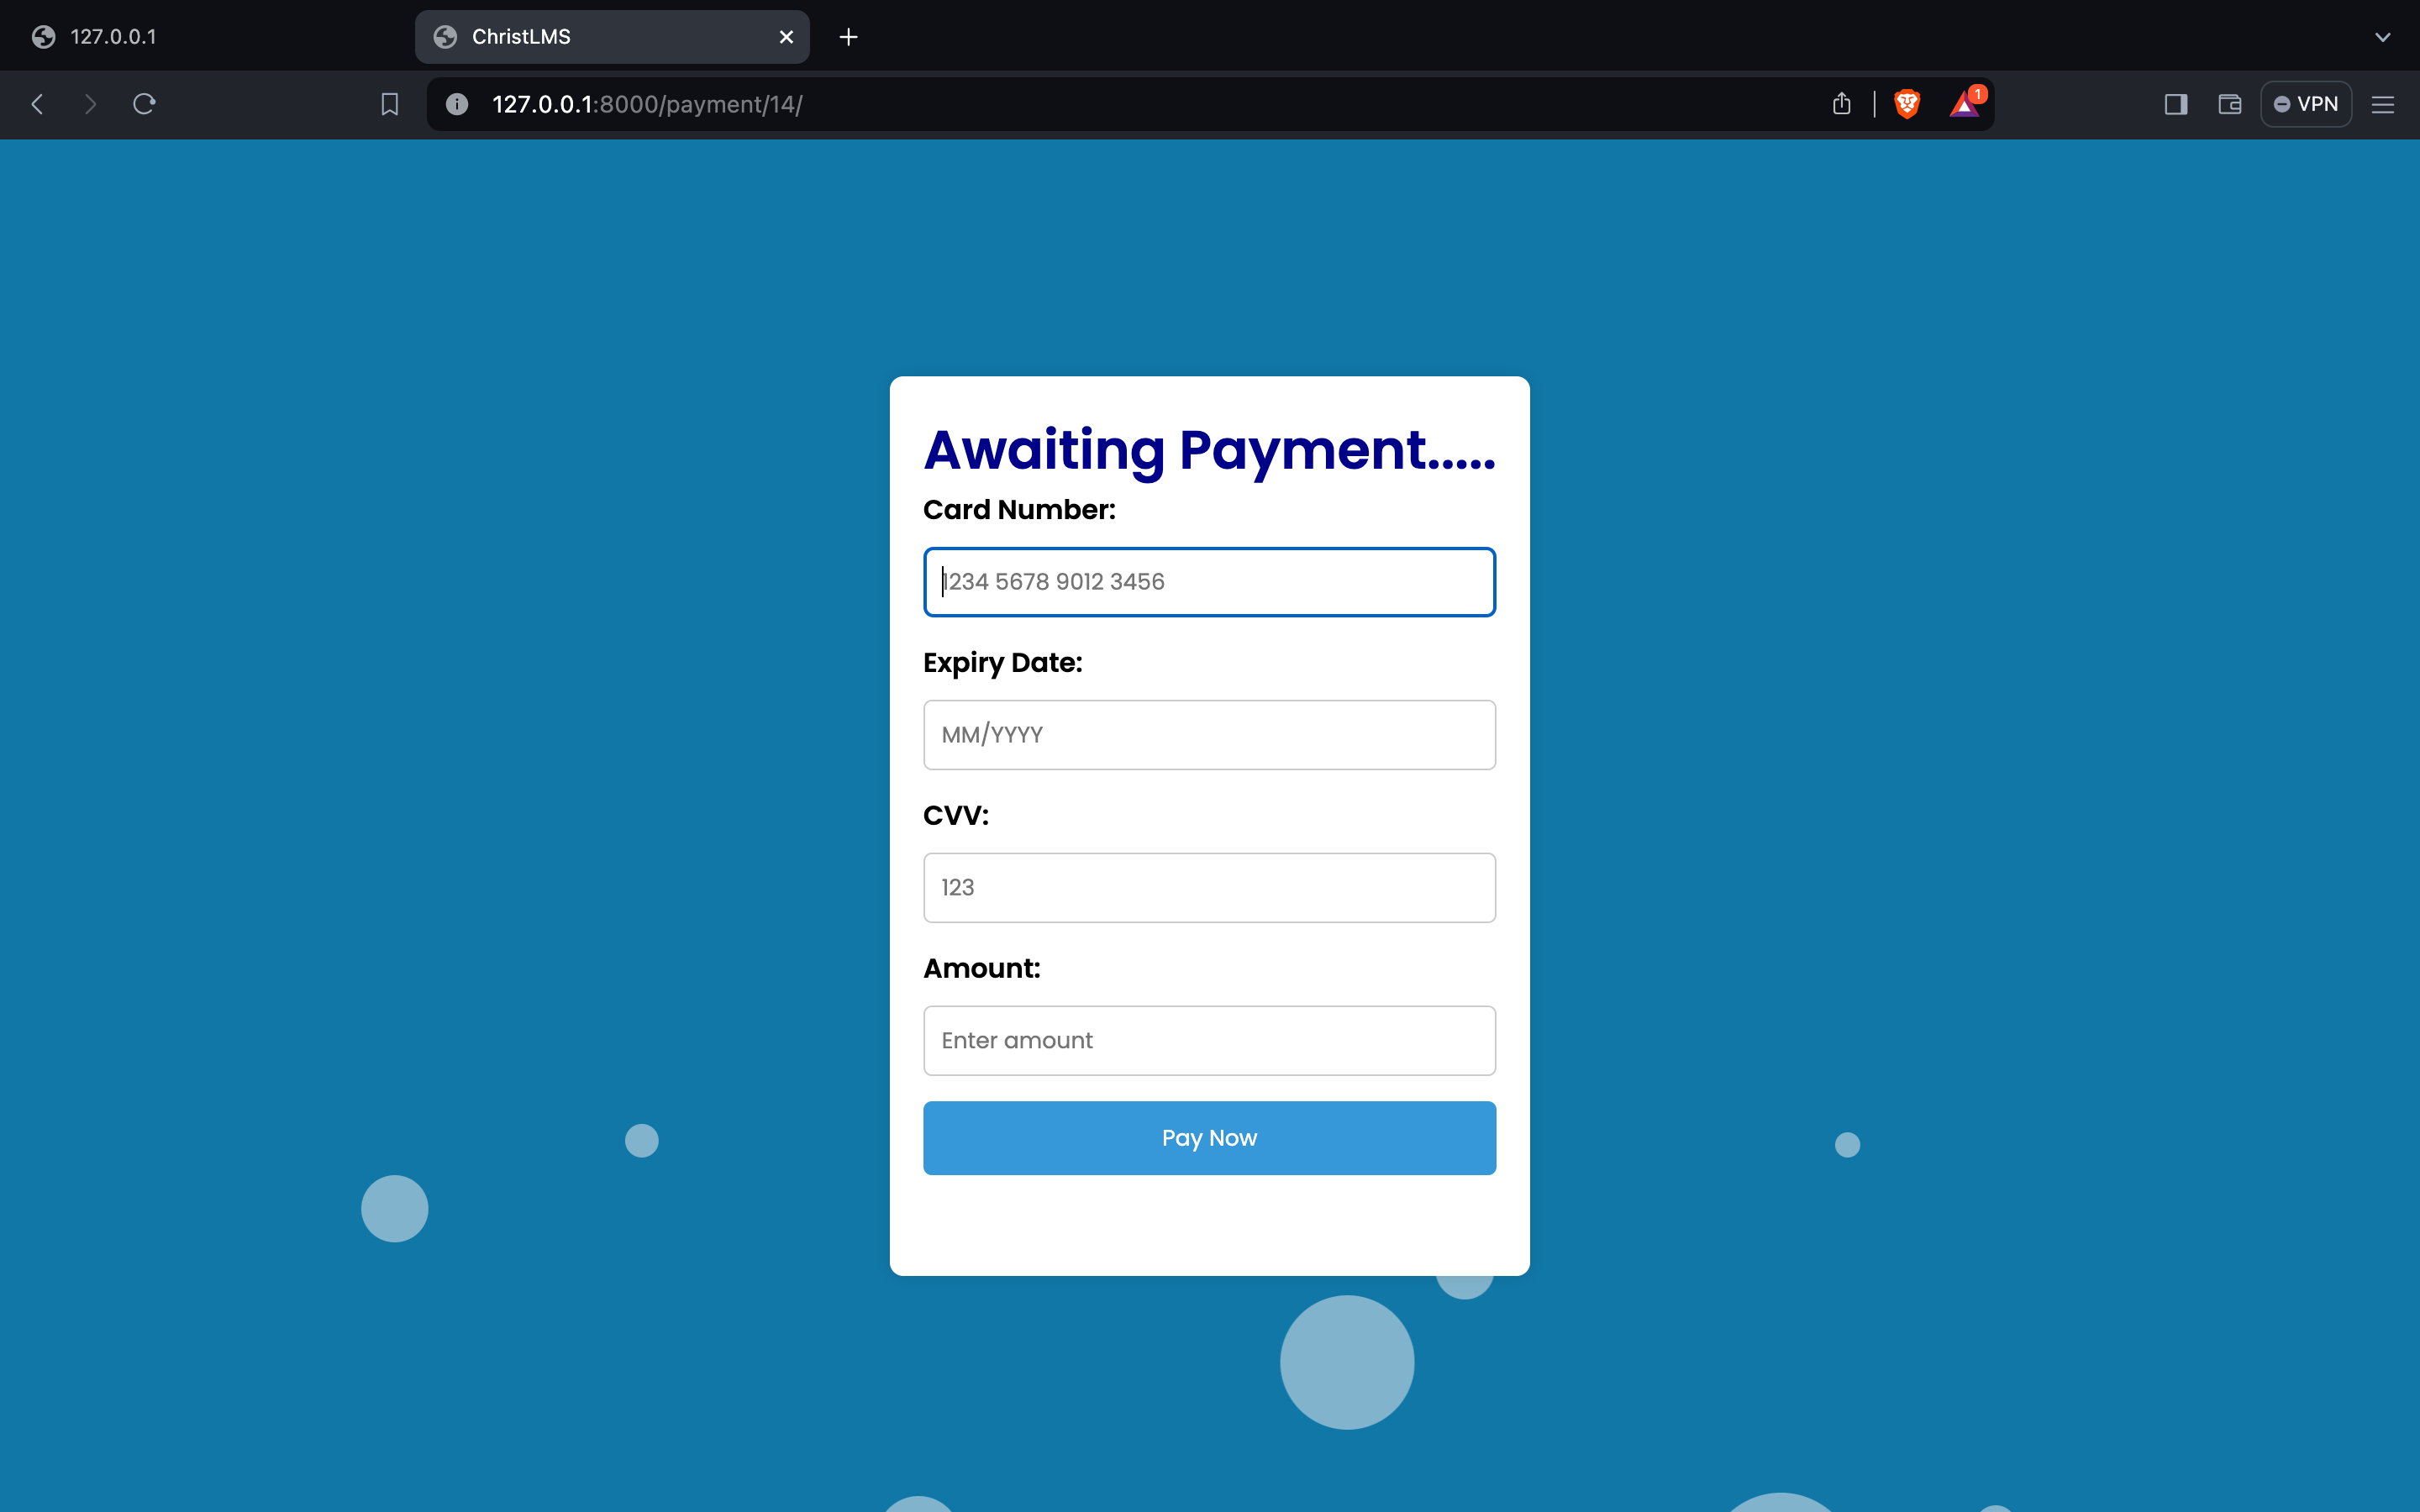 127.0.0.1
ChristLMS
127.0.0.1:8000/payment/14/
1
VPN
Awaiting Payment.....
Card Number:
1234 5678 9012 3456
Expiry Date:
MM/YYYY
CVV:
123
Amount:
Enter amount
Pay Now